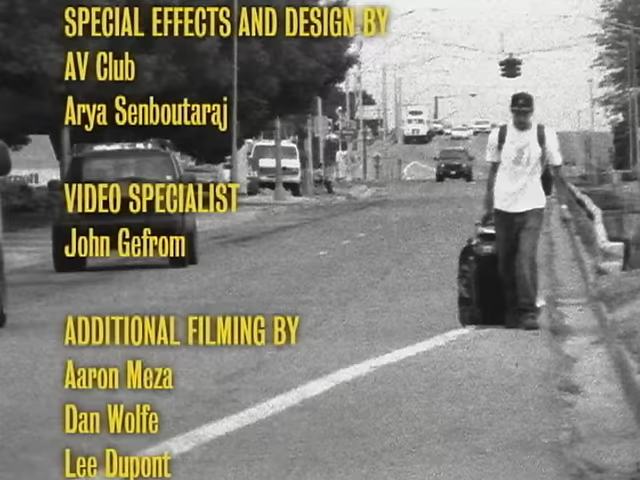 SPECIAL EFFECTS AND DESIGN BY
AV Club
Arya Senboutaraj
VIDEO SPECIALIST
John Gefrom
ADDITIONAL FILMING BY
Aaron Meza
Dan Wolfe
Lee Dupont